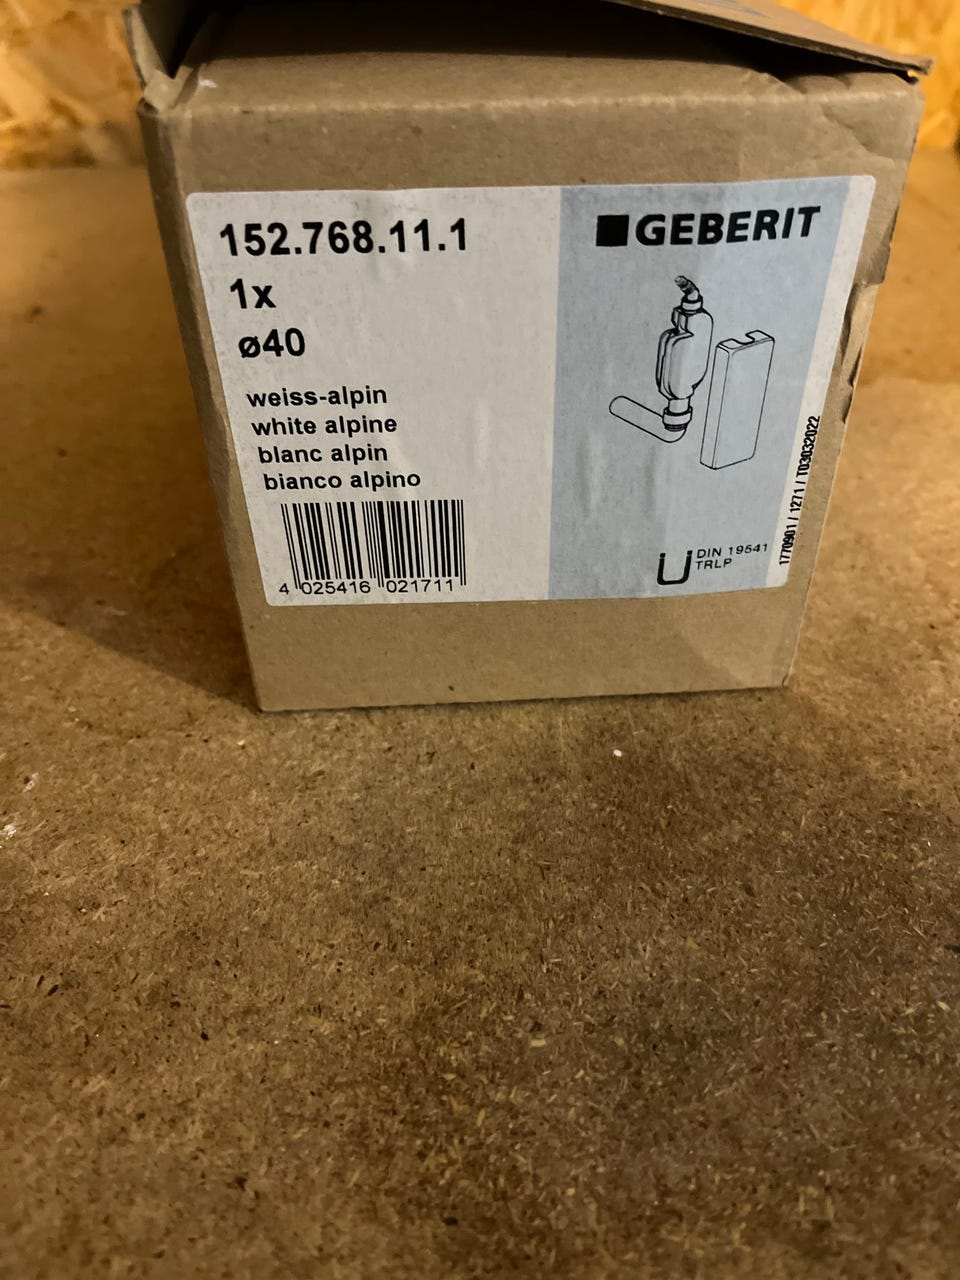 152.768.11.1
1x
ø40
weiss-alpin
white alpine
blanc alpin
bianco alpino
4 025416 021711
GEBERIT
DIN 19541
TRLP
1770901 / 1271 / T03032022